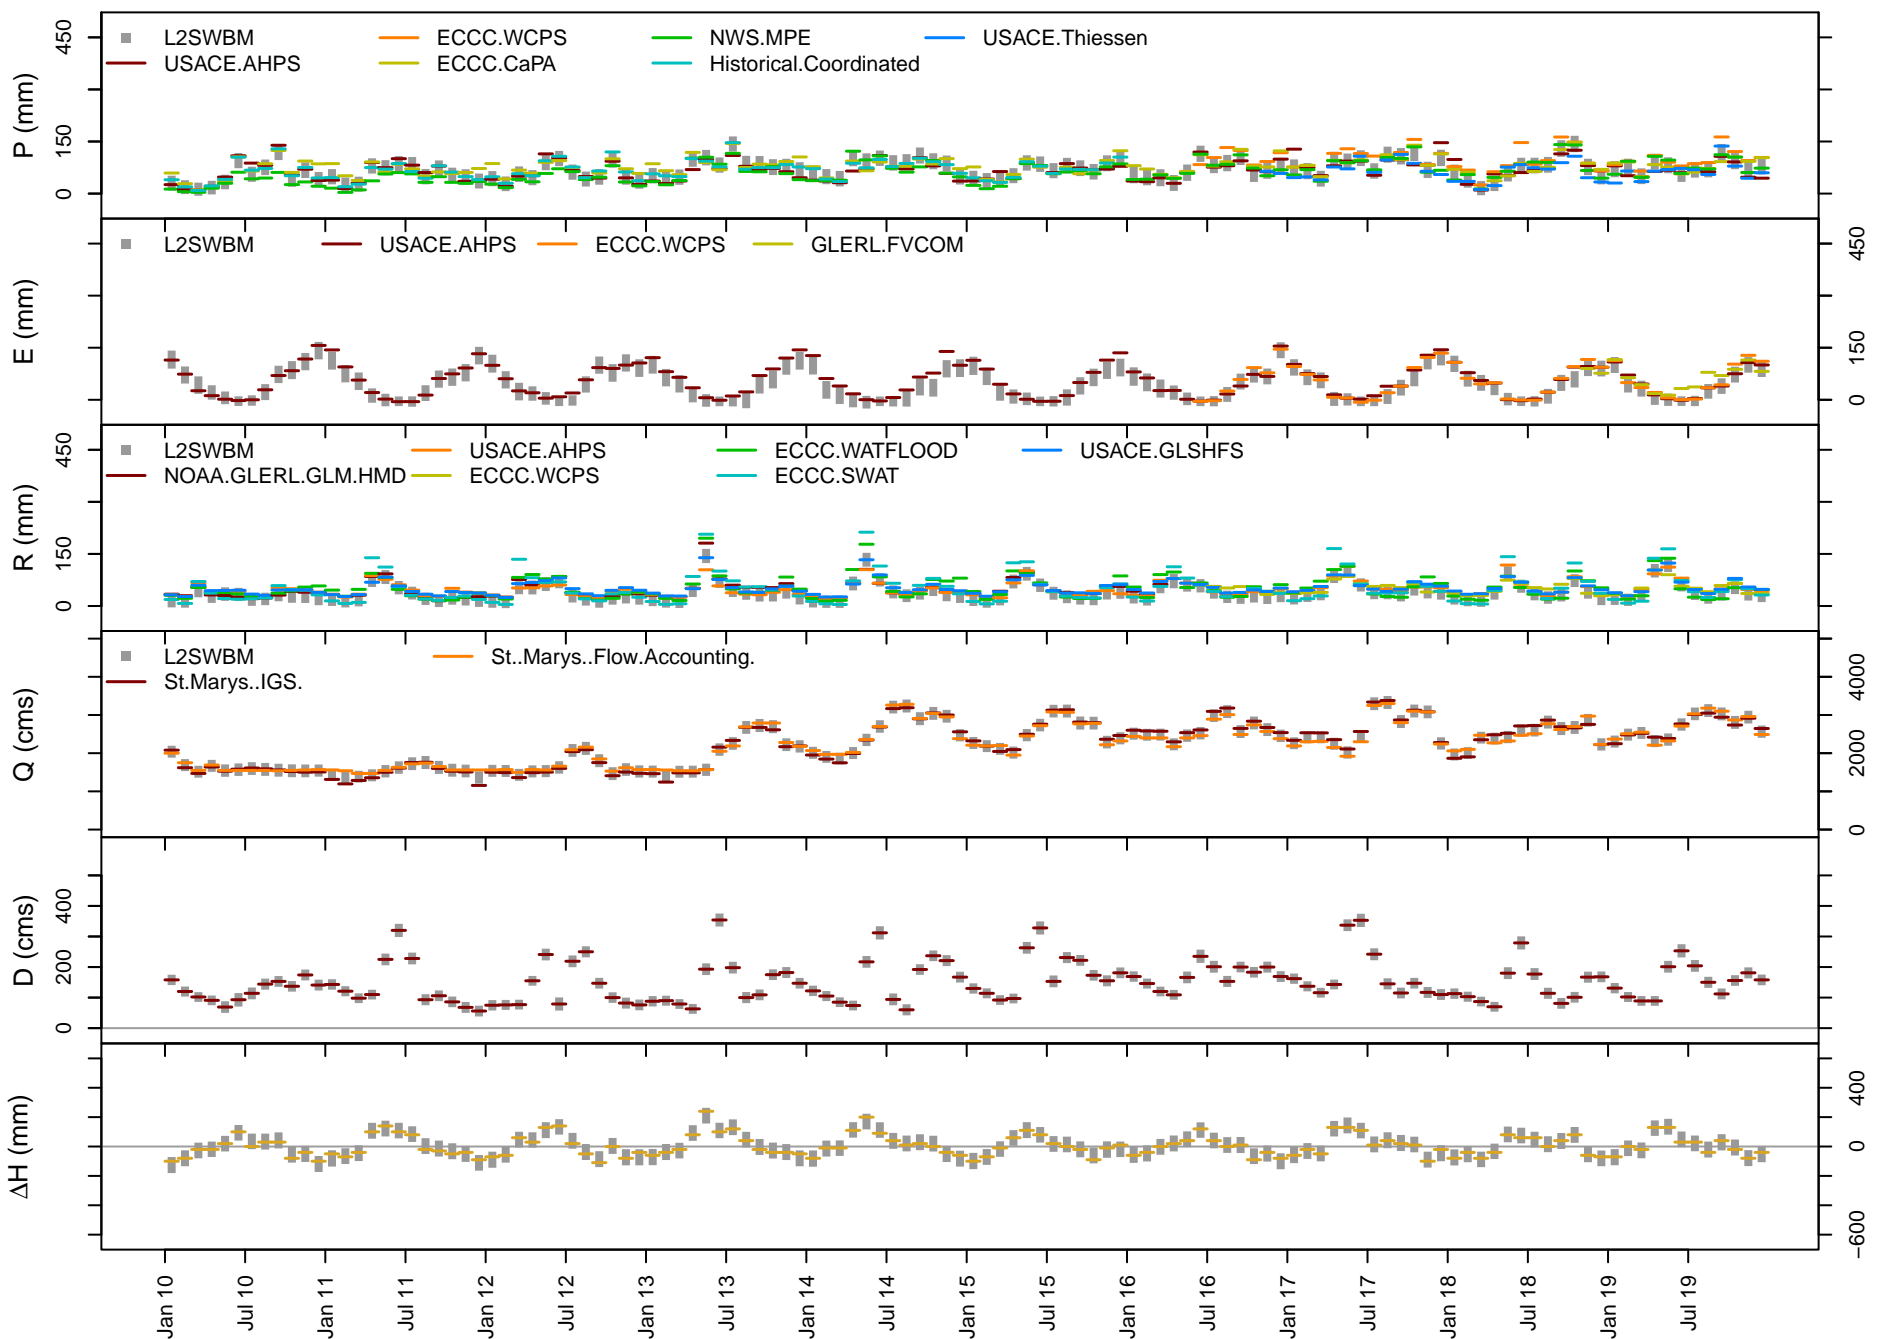 P (mm)
450
150
0
L2SWBM
ECCC.WCPS
NWS.MPE
USACE.Thiessen
USACE.AHPS
ECCC.CaPA
Historical.Coordinated
E (mm)
L2SWBM
USACE.AHPS
ECCC.WCPS
GLERL.FVCOM
450
150
0
R (mm)
450
150
0
L2SWBM
USACE.AHPS
ECCC.WATFLOOD
USACE.GLSHFS
NOAA.GLERL.GLM.HMD
ECCC.WCPS
ECCC.SWAT
Q (cms)
L2SWBM
St..Marys..Flow.Accounting.
St.Marys..IGS.
4000
2000
0
D (cms)
400
200
0
ΔH (mm)
400
0
−600
Jan 10
Jul 10
Jan 11
Jul 11
Jan 12
Jul 12
Jan 13
Jul 13
Jan 14
Jul 14
Jan 15
Jul 15
Jan 16
Jul 16
Jan 17
Jul 17
Jan 18
Jul 18
Jan 19
Jul 19